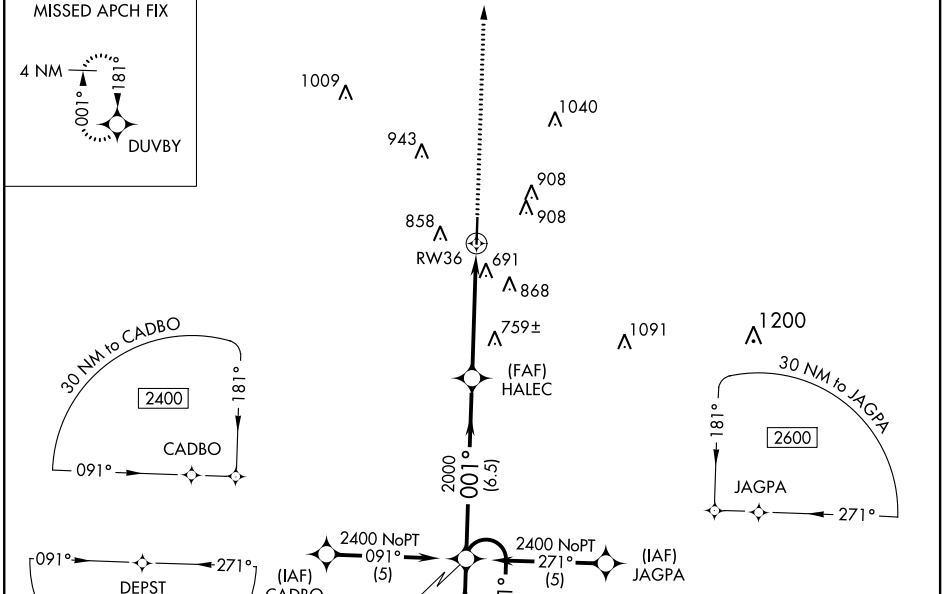 MISSED APCH FIX
4 NM
001°
181°
DUVBY
1009
1040
943
908
908
858
RW36
691
868
759±
1091
1200
(FAF)
HALEC
30 NM to CADBO
2400
181°
CADBO
091°
30 NM to JAGPA
2600
181°
JAGPA
271°
2000
001°
(6.5)
2400 NoPT
091°
(5)
2400 NoPT
271°
(5)
(IAF)
CADBO
(IAF)
JAGPA
091°
271°
DEPST